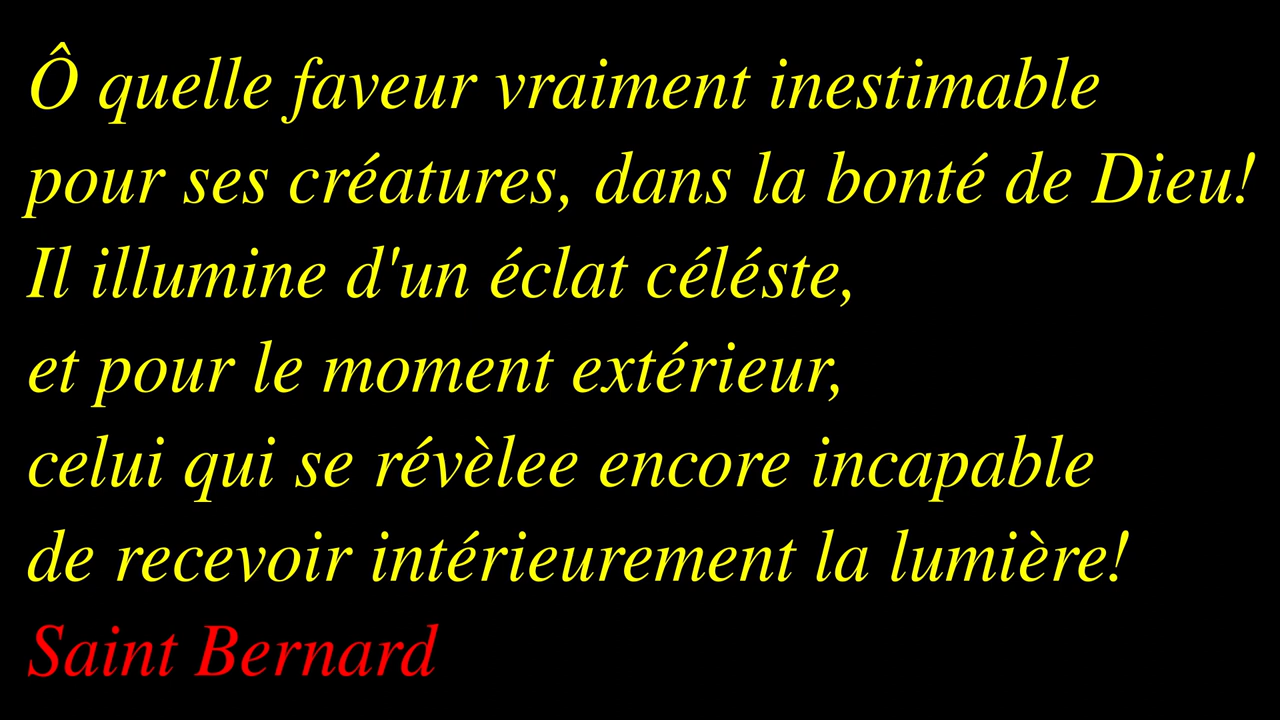 Ô quelle faveur vraiment inestimable
pour ses créatures, dans la bonté de Dieu!
Il illumine d'un éclat céléste,
et pour le moment extérieur,
celui qui se révèlee encore incapable
de recevoir intérieurement la lumière!
Saint Bernard